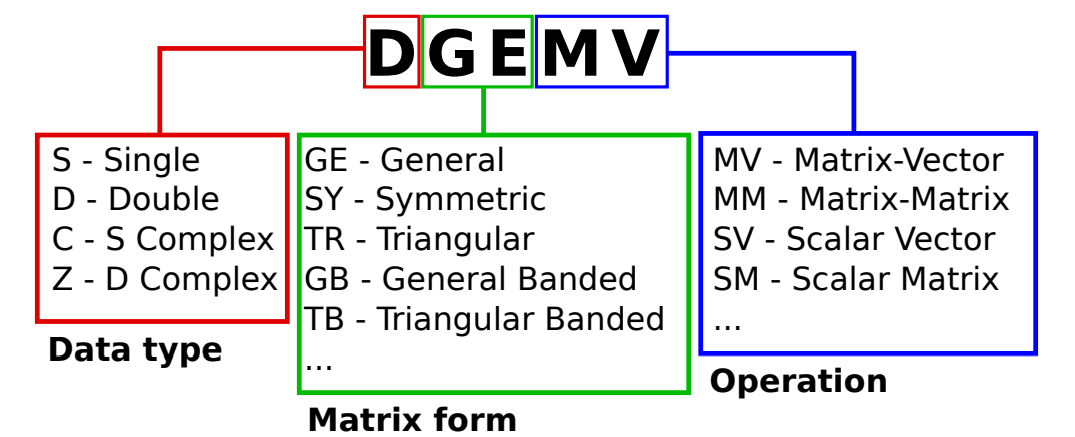 DGEMV
S - Single
D - Double
C - S Complex
Z - D Complex
Data type
GE - General
SY - Symmetric
TR - Triangular
GB - General Banded
TB - Triangular Banded
...
Matrix form
MV - Matrix-Vector
MM - Matrix-Matrix
SV - Scalar Vector
SM - Scalar Matrix
...
Operation